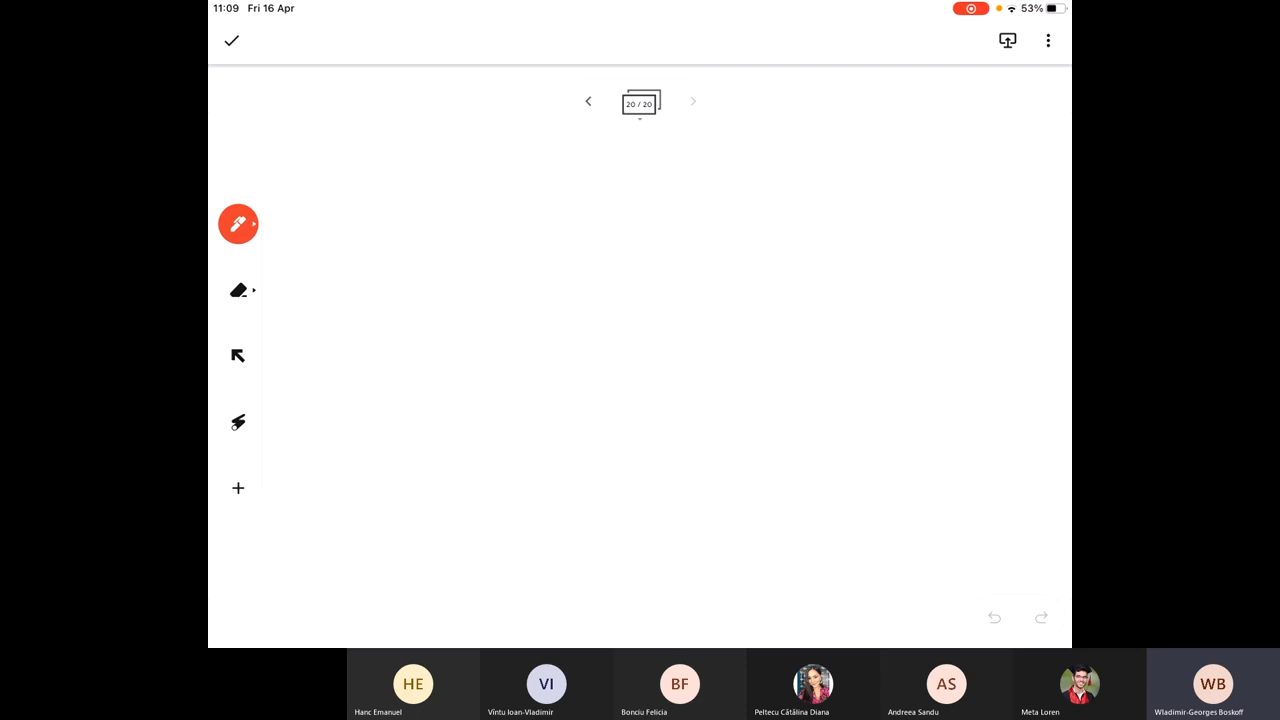 11:09 Fri 16 Apr
53%
20 / 20
HE
VI
BF
AS
WB
Hanc Emanuel
Vîntu Ioan-Vladimir
Bonciu Felicia
Peltecu Cătălina Diana
Andreea Sandu
Meta Loren
Wladimir-Georges Boskoff